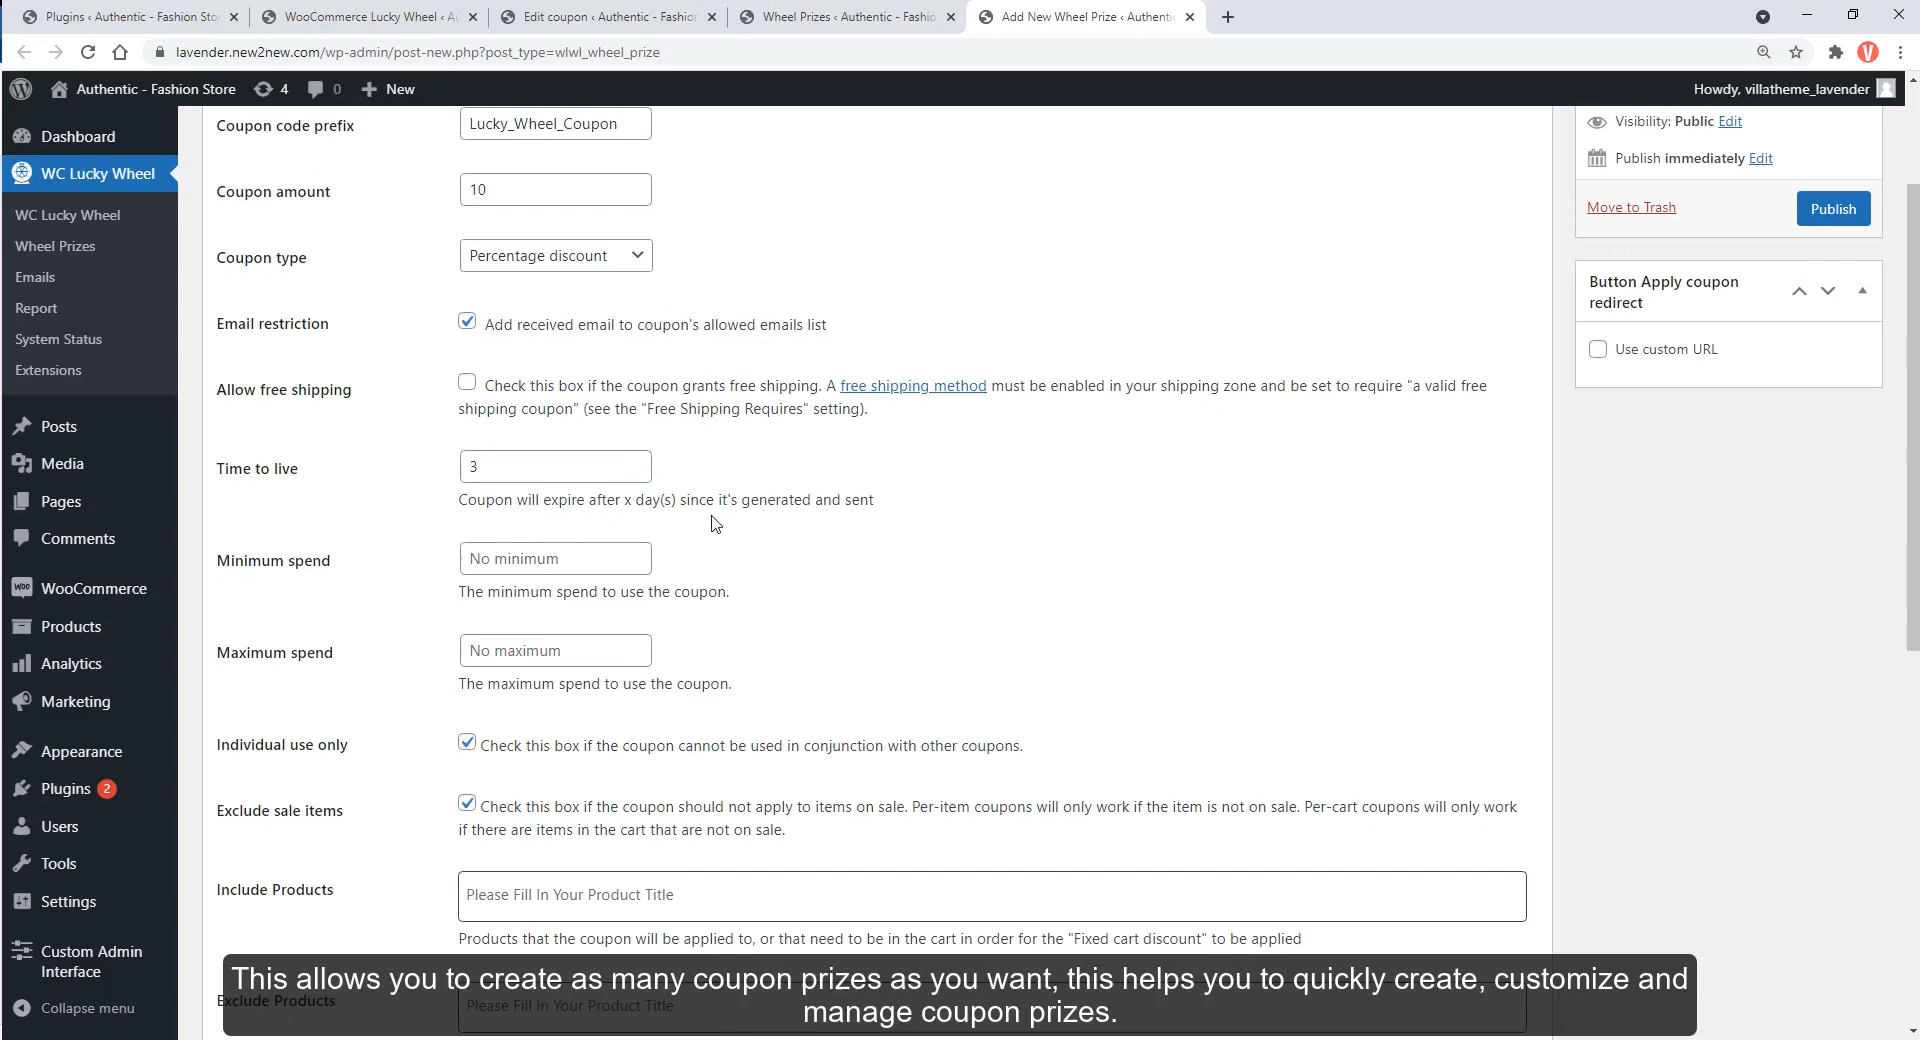 Plugins ‹ Authentic - Fashion Sto
WooCommerce Lucky Wheel ‹ Au
Edit coupon ‹ Authentic - Fashion
Wheel Prizes ‹ Authentic - Fashio
Add New Wheel Prize ‹ Authentic
lavender.new2new.com/wp-admin/post-new.php?post_type=wlwl_wheel_prize
V
Authentic - Fashion Store
4
0
New
Howdy, villatheme_lavender
Dashboard
WC Lucky Wheel
WC Lucky Wheel
Wheel Prizes
Emails
Report
System Status
Extensions
Posts
Media
Pages
Comments
WooCommerce
Products
Analytics
Marketing
Appearance
Plugins 2
Users
Tools
Settings
Custom Admin
Interface
Collapse menu
Coupon code prefix
Lucky_Wheel_Coupon
Coupon amount
10
Coupon type
Percentage discount
Email restriction
Add received email to coupon's allowed emails list
Allow free shipping
Check this box if the coupon grants free shipping. A free shipping method must be enabled in your shipping zone and be set to require "a valid free
shipping coupon" (see the "Free Shipping Requires" setting).
Time to live
3
Coupon will expire after x day(s) since it's generated and sent
Minimum spend
No minimum
The minimum spend to use the coupon.
Maximum spend
No maximum
The maximum spend to use the coupon.
Individual use only
Check this box if the coupon cannot be used in conjunction with other coupons.
Exclude sale items
Check this box if the coupon should not apply to items on sale. Per-item coupons will only work if the item is not on sale. Per-cart coupons will only work
if there are items in the cart that are not on sale.
Include Products
Please Fill In Your Product Title
Products that the coupon will be applied to, or that need to be in the cart in order for the "Fixed cart discount" to be applied
Exclude Products
Please Fill In Your Product Title
Visibility: Public Edit
Publish immediately Edit
Move to Trash
Publish
Button Apply coupon
redirect
Use custom URL
This allows you to create as many coupon prizes as you want, this helps you to quickly create, customize and
manage coupon prizes.